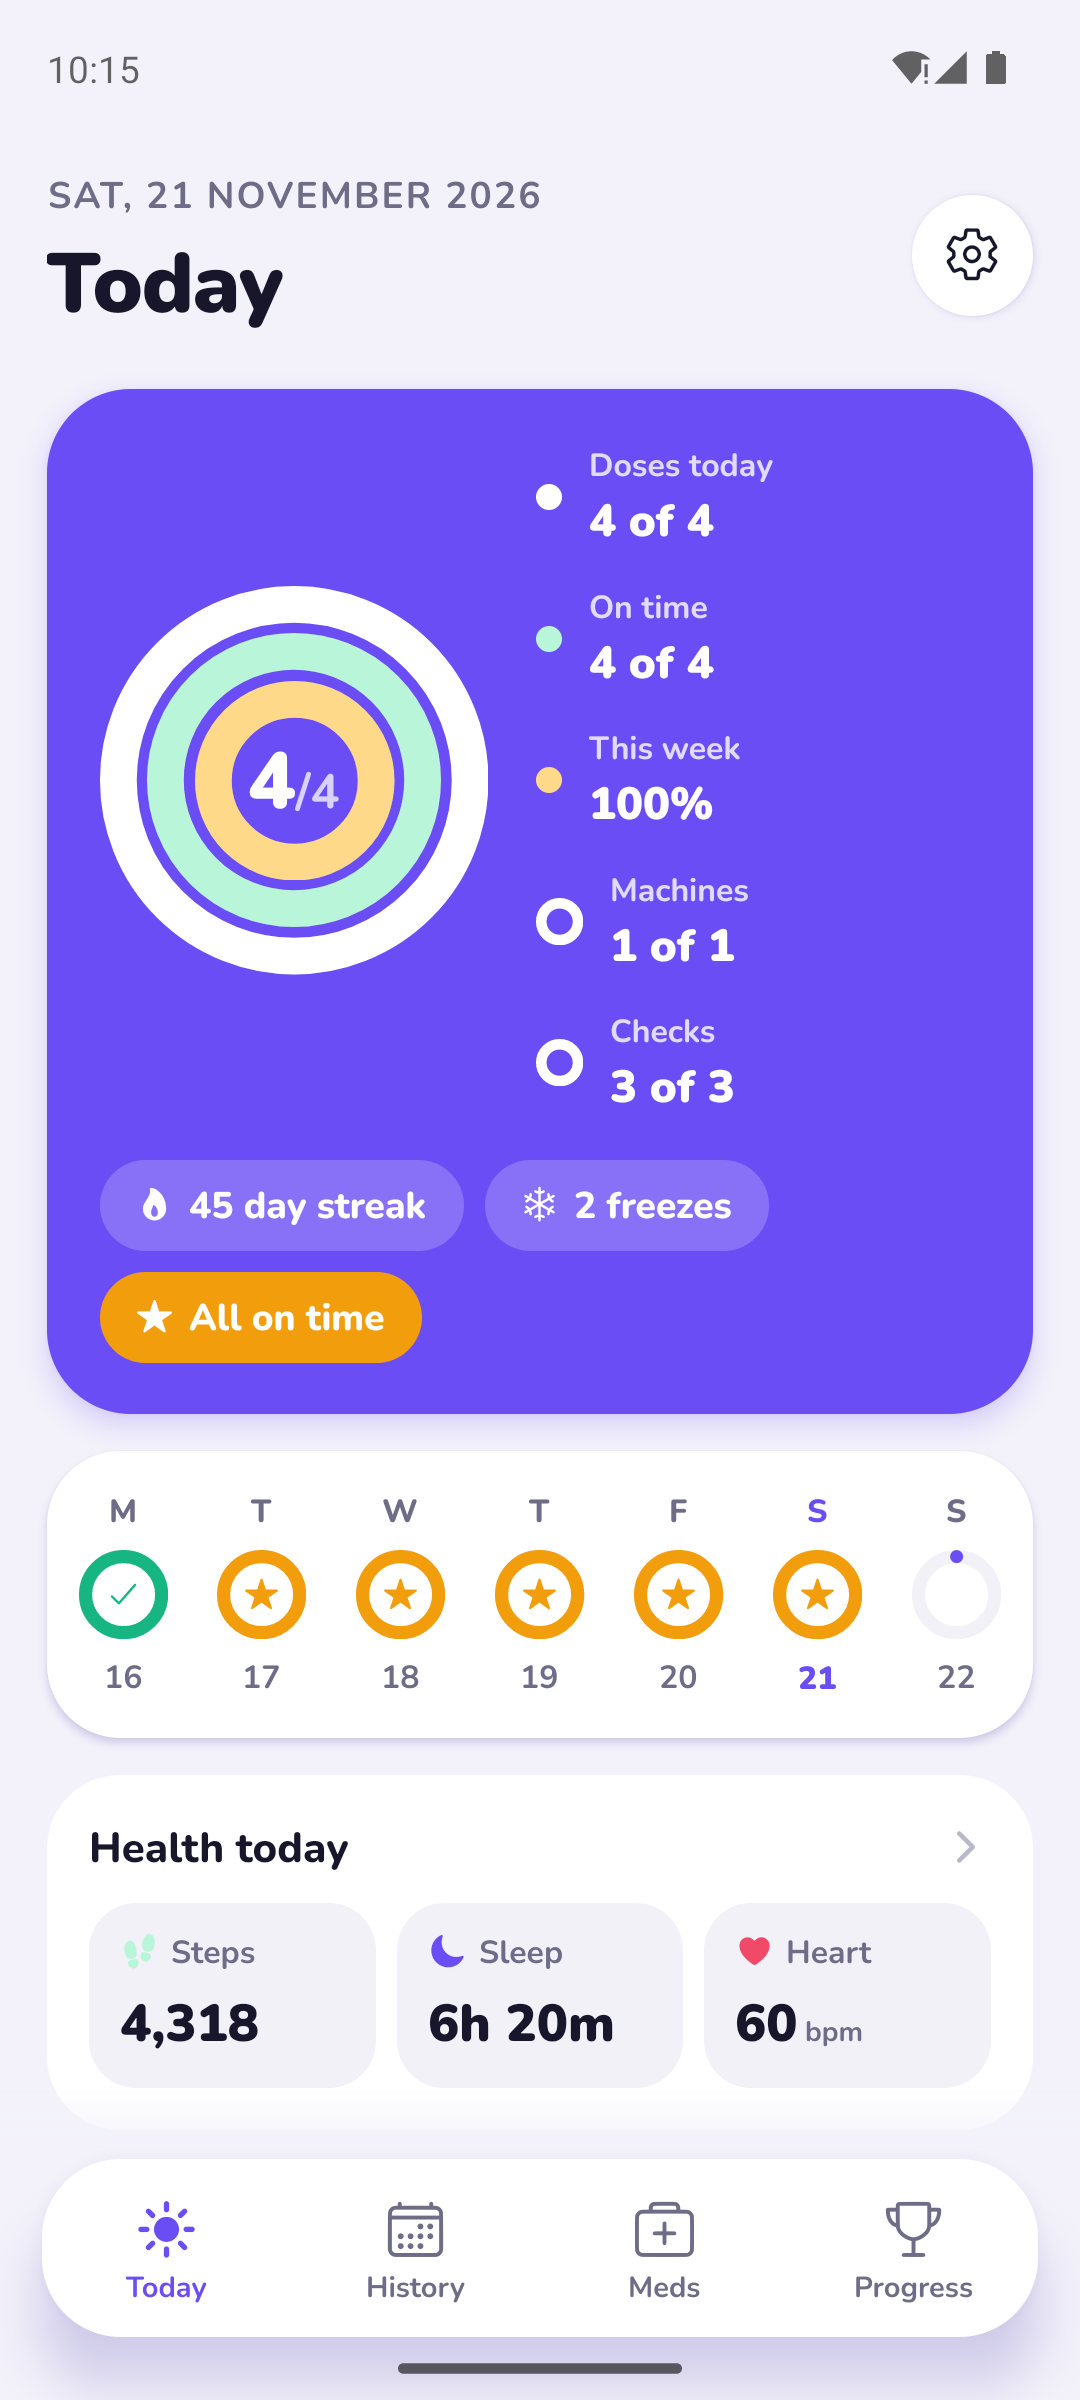 10:15
SAT, 21 NOVEMBER 2026
Today
Doses today
4 of 4
On time
4 of 4
This week
100%
Machines
1 of 1
Checks
3 of 3
4/4
45 day streak
2 freezes
All on time
M T W T F S S
16 17 18 19 20 21 22
Health today
Steps
4,318
Sleep
6h 20m
Heart
60 bpm
Today
History
Meds
Progress